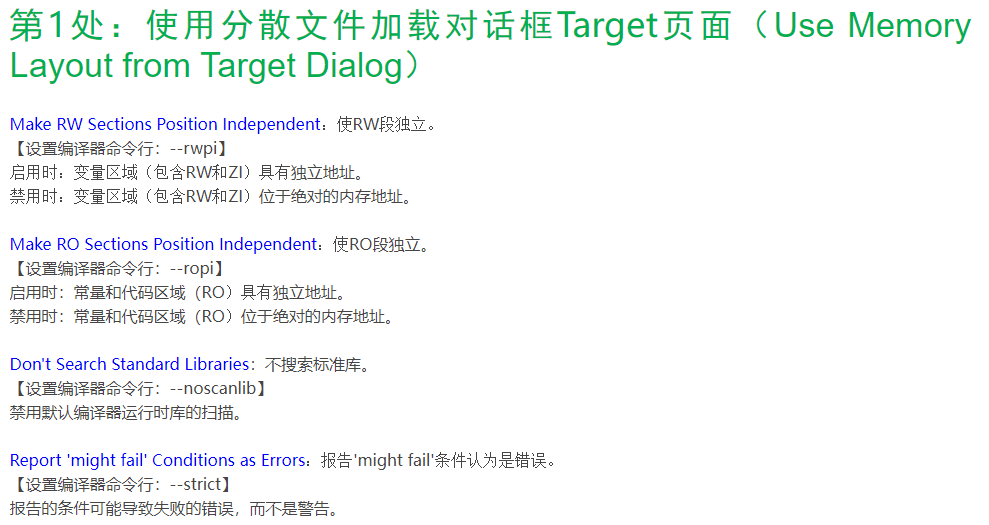 第1处：使用分散文件加载对话框Target页面（Use Memory
Layout from Target Dialog）
Make RW Sections Position Independent：使RW段独立。
【设置编译器命令行：--rwpi】
启用时：变量区域（包含RW和ZI）具有独立地址。
禁用时：变量区域（包含RW和ZI）位于绝对的内存地址。
Make RO Sections Position Independent：使RO段独立。
【设置编译器命令行：--ropi】
启用时：常量和代码区域（RO）具有独立地址。
禁用时：常量和代码区域（RO）位于绝对的内存地址。
Don't Search Standard Libraries：不搜索标准库。
【设置编译器命令行：--noscanlib】
禁用默认编译器运行时库的扫描。
Report 'might fail' Conditions as Errors：报告'might fail'条件认为是错误。
【设置编译器命令行：--strict】
报告的条件可能导致失败的错误，而不是警告。